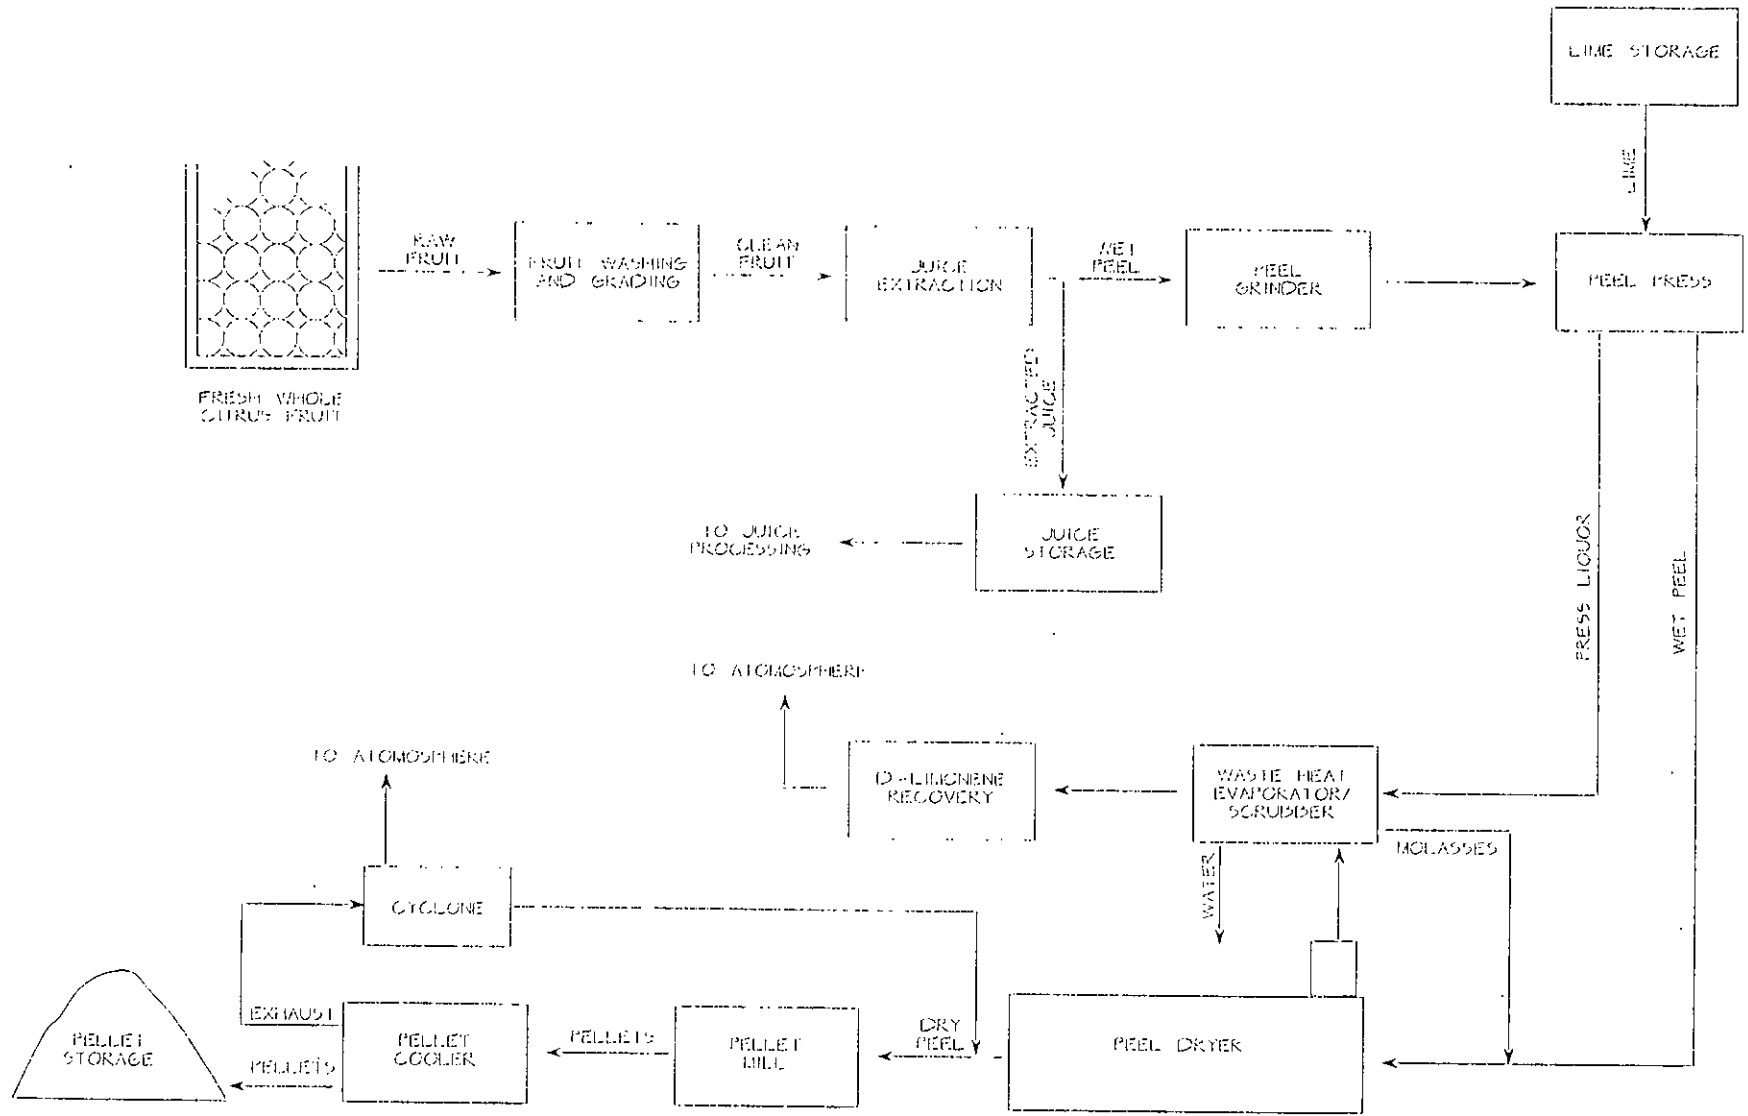 LIME STORAGE
LIME
RAW
FRUIT
FRUIT WASHING
AND GRADING
CLEAN
FRUIT
JUICE
EXTRACTION
WET
PEEL
PEEL
GRINDER
PEEL PRESS
FRESH WHOLE
CITRUS FRUIT
EXTRACTED
JUICE
TO JUICE
PROCESSING
JUICE
STORAGE
PRESS LIQUOR
WET PEEL
TO ATOMOSPHERE
TO ATOMOSPHERE
D-LIMONENE
RECOVERY
WASTE HEAT
EVAPORATOR/
SCRUBBER
MOLASSES
WATER
CYCLONE
EXHAUST
PELLET
STORAGE
PELLETS
PELLET
COOLER
PELLETS
PELLET
MILL
DRY
PEEL
PEEL DRYER